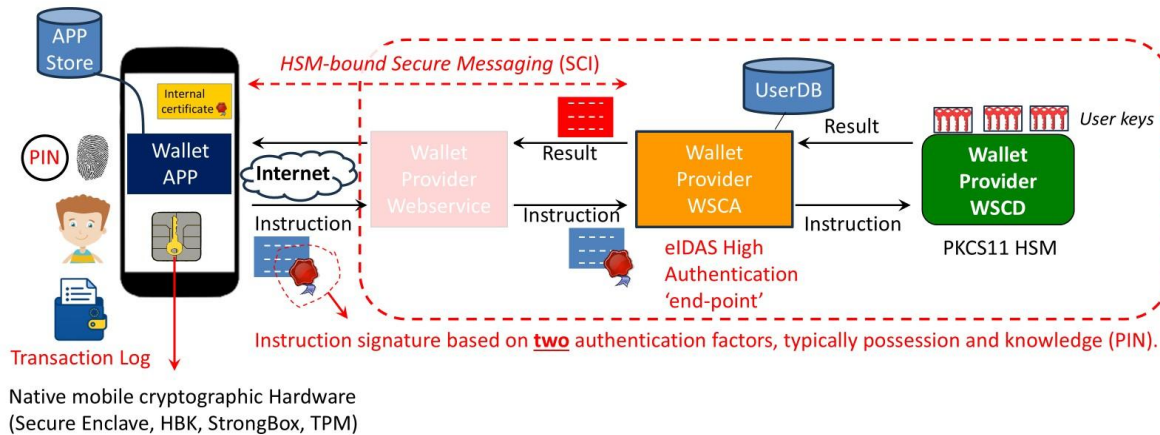 APP
Store
HSM-bound Secure Messaging (SCI)
Internal
certificate
UserDB
User keys
PIN
Wallet
APP
Internet
Result
Wallet
Provider
Webservice
Wallet
Provider
WSCA
Result
Wallet
Provider
WSCD
Instruction
Instruction
Instruction
eIDAS High
Authentication
‘end-point’
PKCS11 HSM
Transaction Log
Instruction signature based on two authentication factors, typically possession and knowledge (PIN).
Native mobile cryptographic Hardware
(Secure Enclave, HBK, StrongBox, TPM)